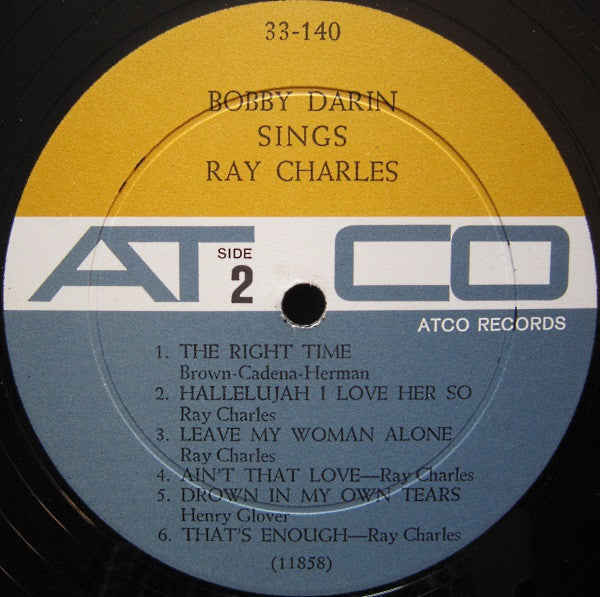 33-140
BOBBY DARIN
SINGS
RAY CHARLES
ATCO
SIDE
2
ATCO RECORDS
1. THE RIGHT TIME
Brown-Cadena-Herman
2. HALLELUJAH I LOVE HER SO
Ray Charles
3. LEAVE MY WOMAN ALONE
Ray Charles
4. AIN'T THAT LOVE—Ray Charles
5. DROWN IN MY OWN TEARS
Henry Glover
6. THAT'S ENOUGH—Ray Charles
(11858)